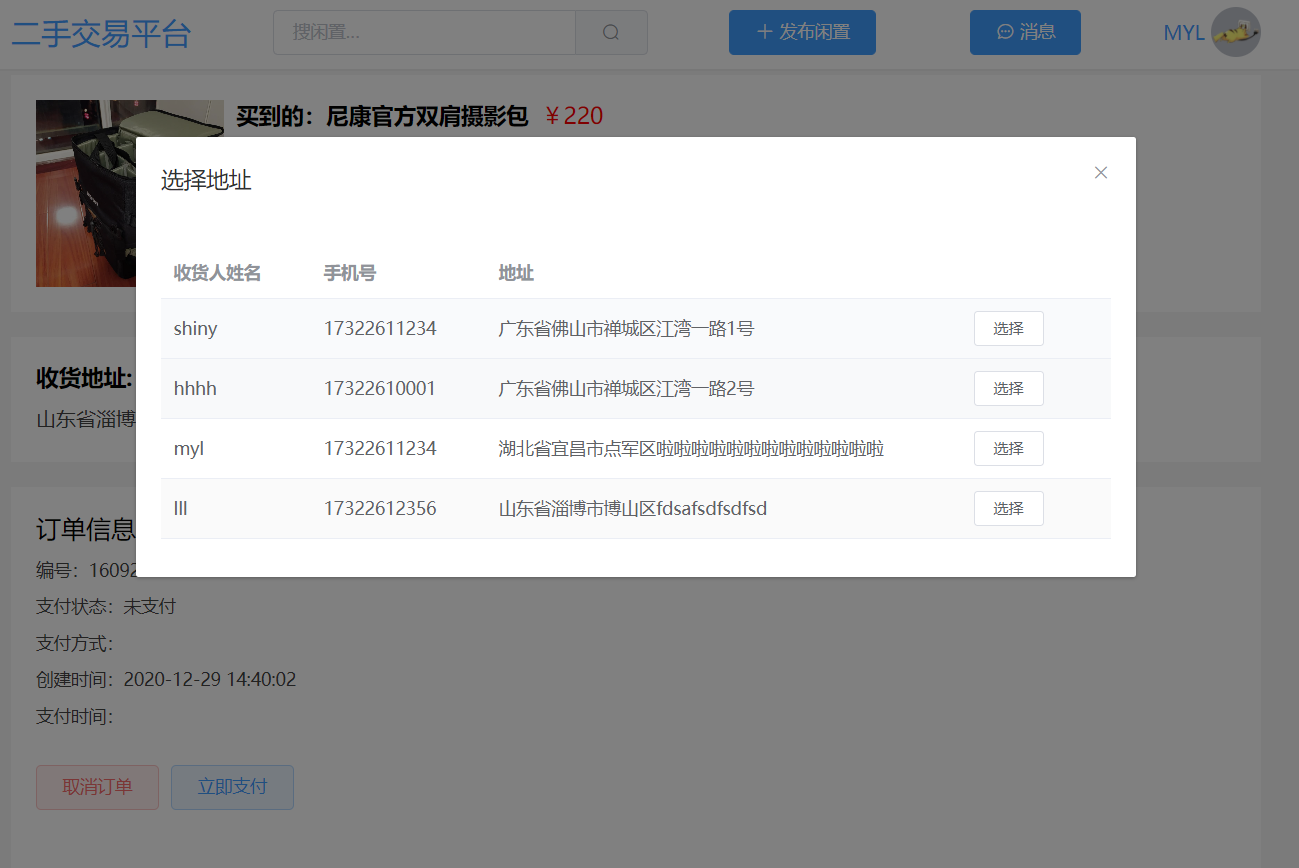 二手交易平台 搜闲置... 发布闲置 消息 MYL
买到的：尼康官方双肩摄影包 ￥220
选择地址
收货人姓名 手机号 地址
shiny 17322611234 广东省佛山市禅城区江湾一路1号 选择
hhhh 17322610001 广东省佛山市禅城区江湾一路2号 选择
myl 17322611234 湖北省宜昌市点军区啦啦啦啦啦啦啦啦啦啦啦啦啦 选择
lll 17322612356 山东省淄博市博山区fdsafsdfsdfsd 选择
收货地址:
山东省淄博
订单信息
编号：16092
支付状态：未支付
支付方式：
创建时间：2020-12-29 14:40:02
支付时间：
取消订单 立即支付